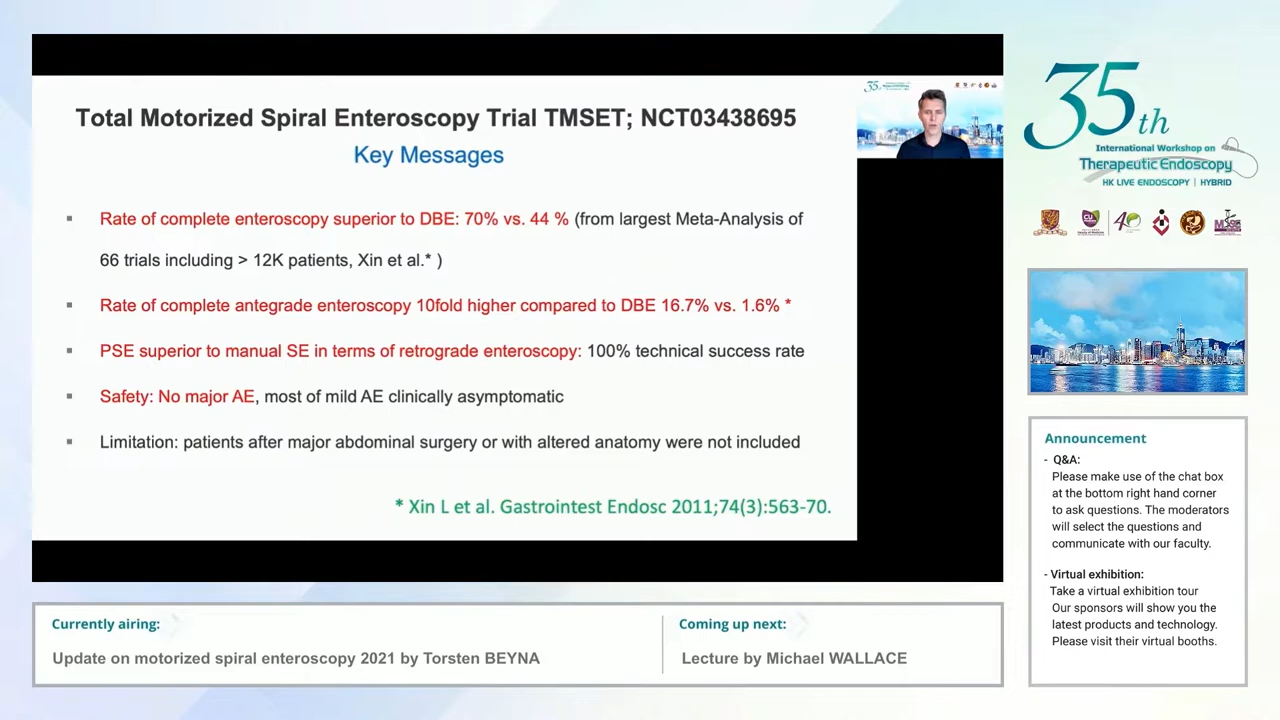 Total Motorized Spiral Enteroscopy Trial TMSET; NCT03438695
Key Messages
▪ Rate of complete enteroscopy superior to DBE: 70% vs. 44 % (from largest Meta-Analysis of
66 trials including > 12K patients, Xin et al.* )
▪ Rate of complete antegrade enteroscopy 10fold higher compared to DBE 16.7% vs. 1.6% *
▪ PSE superior to manual SE in terms of retrograde enteroscopy: 100% technical success rate
▪ Safety: No major AE, most of mild AE clinically asymptomatic
▪ Limitation: patients after major abdominal surgery or with altered anatomy were not included
* Xin L et al. Gastrointest Endosc 2011;74(3):563-70.
35th
International Workshop on
Therapeutic Endoscopy
HK LIVE ENDOSCOPY | HYBRID
Announcement
- Q&A:
Please make use of the chat box
at the bottom right hand corner
to ask questions. The moderators
will select the questions and
communicate with our faculty.
- Virtual exhibition:
Take a virtual exhibition tour
Our sponsors will show you the
latest products and technology.
Please visit their virtual booths.
Currently airing:
Update on motorized spiral enteroscopy 2021 by Torsten BEYNA
Coming up next:
Lecture by Michael WALLACE